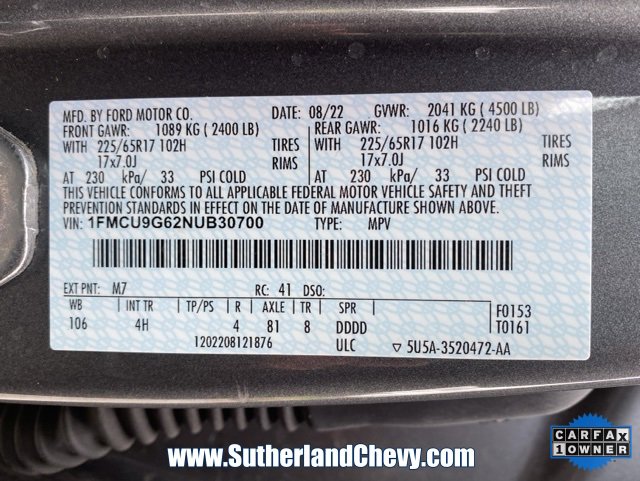 MFD. BY FORD MOTOR CO. DATE: 08/22 GVWR: 2041 KG ( 4500 LB)
FRONT GAWR: 1089 KG ( 2400 LB) REAR GAWR: 1016 KG ( 2240 LB)
WITH 225/65R17 102H TIRES WITH 225/65R17 102H TIRES
17x7.0J RIMS 17x7.0J RIMS
AT 230 kPa/ 33 PSI COLD AT 230 kPa/ 33 PSI COLD
THIS VEHICLE CONFORMS TO ALL APPLICABLE FEDERAL MOTOR VEHICLE SAFETY AND THEFT
PREVENTION STANDARDS IN EFFECT ON THE DATE OF MANUFACTURE SHOWN ABOVE.
VIN: 1FMCU9G62NUB30700 TYPE: MPV
EXT PNT: M7 RC: 41 DSO:
WB INT TR TP/PS R AXLE TR SPR F0153
106 4H 4 81 8 DDDD T0161
1202208121876 ULC ▽ 5U5A-3520472-AA
CARFAX
1 OWNER
www.SutherlandChevy.com